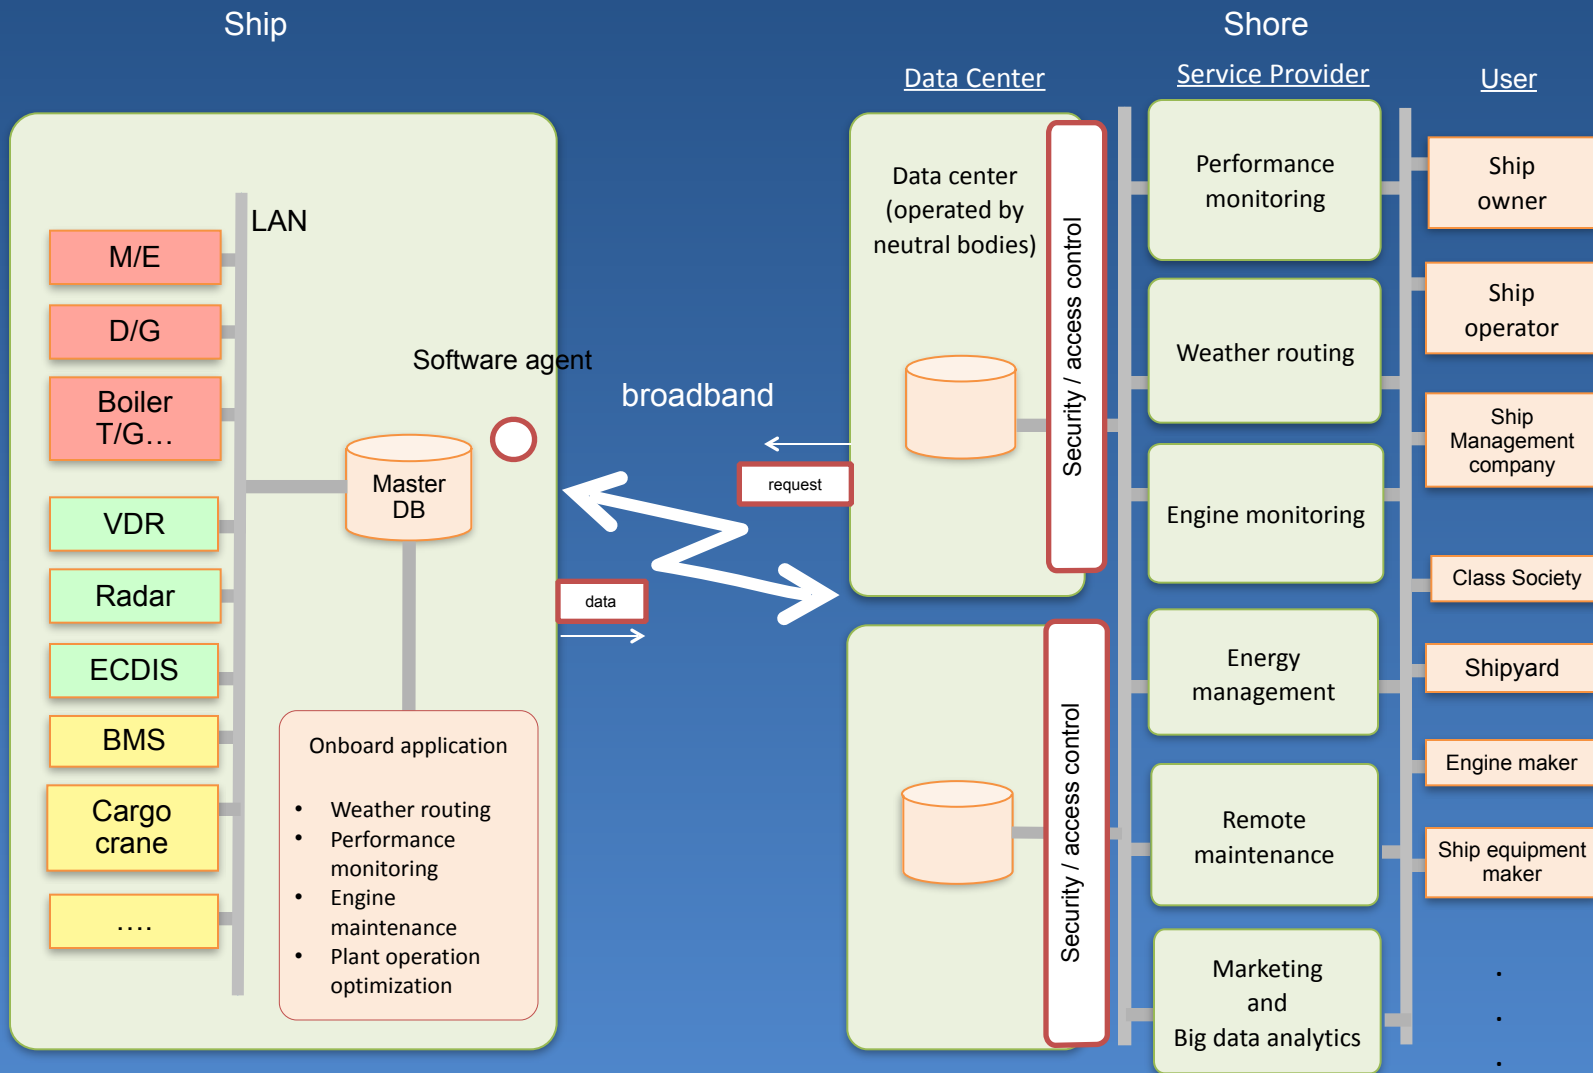 Ship
Shore
Data Center
Service Provider
User
LAN
M/E
D/G
Boiler
T/G…
VDR
Radar
ECDIS
BMS
Cargo
crane
….
Software agent
Master
DB
Onboard application
• Weather routing
• Performance
monitoring
• Engine
maintenance
• Plant operation
optimization
broadband
request
data
Data center
(operated by
neutral bodies)
Security / access control
Security / access control
Performance
monitoring
Weather routing
Engine monitoring
Energy
management
Remote
maintenance
Marketing
and
Big data analytics
Ship
owner
Ship
operator
Ship
Management
company
Class Society
Shipyard
Engine maker
Ship equipment
maker
.
.
.